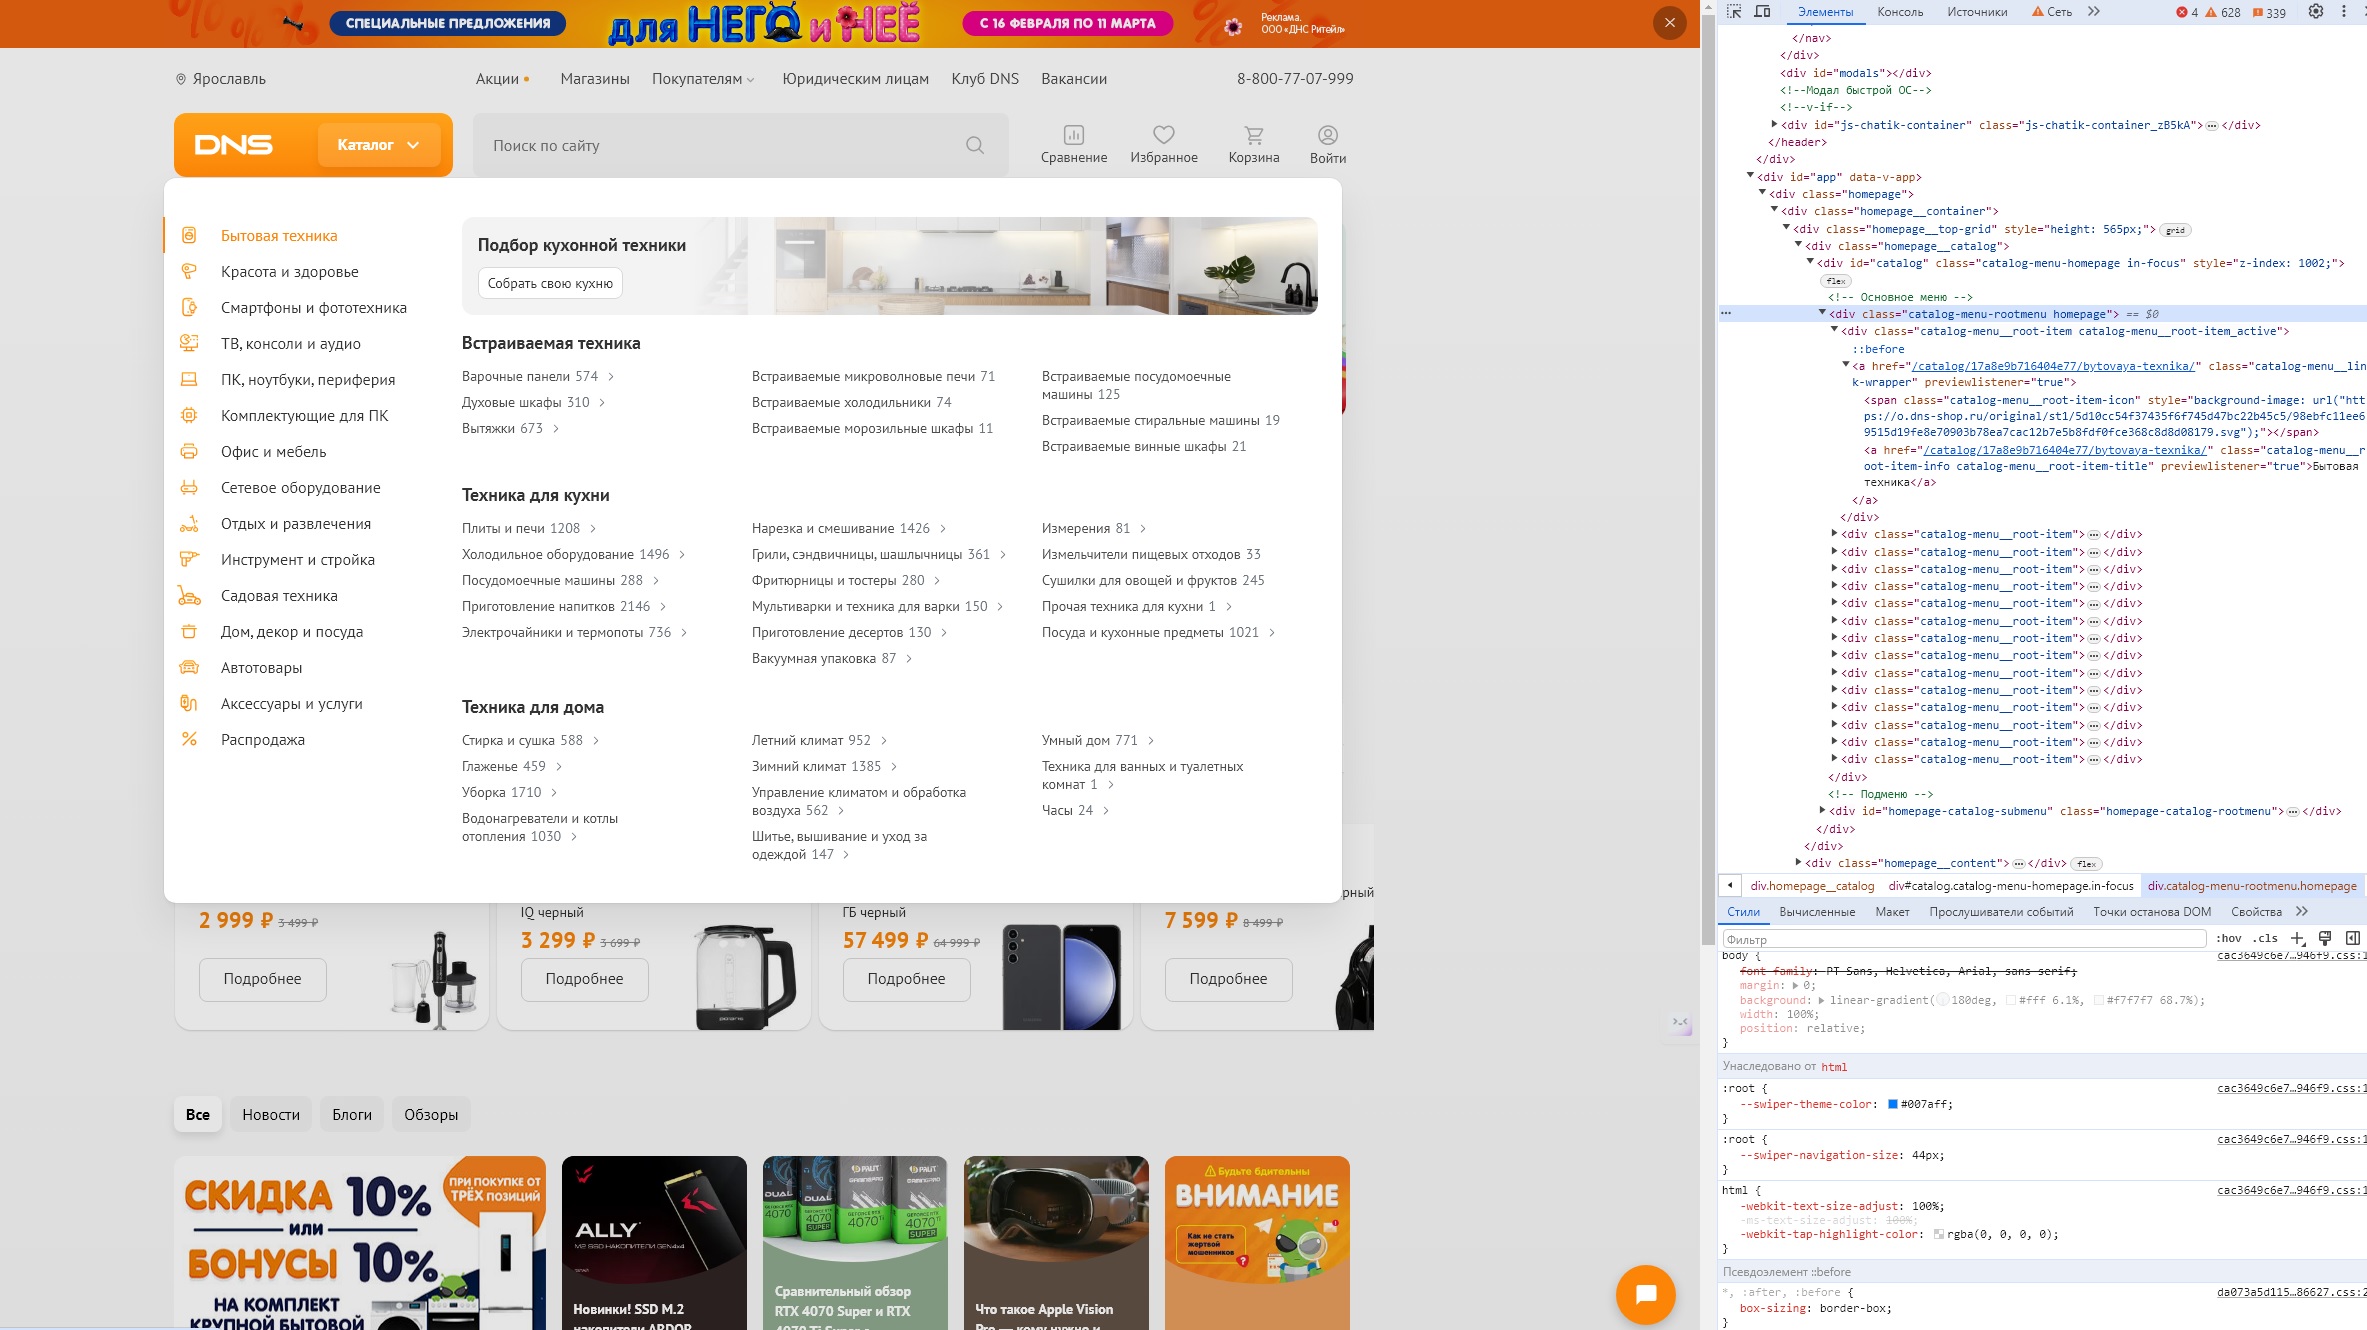 СПЕЦИАЛЬНЫЕ ПРЕДЛОЖЕНИЯ
для НЕГО и НЕЁ
С 16 ФЕВРАЛЯ ПО 11 МАРТА
Реклама.
ООО «ДНС Ритейл»
Ярославль
Акции
Магазины
Покупателям
Юридическим лицам
Клуб DNS
Вакансии
8-800-77-07-999
DNS
Каталог
Поиск по сайту
Сравнение
Избранное
Корзина
Войти
Бытовая техника
Красота и здоровье
Смартфоны и фототехника
ТВ, консоли и аудио
ПК, ноутбуки, периферия
Комплектующие для ПК
Офис и мебель
Сетевое оборудование
Отдых и развлечения
Инструмент и стройка
Садовая техника
Дом, декор и посуда
Автотовары
Аксессуары и услуги
Распродажа
Подбор кухонной техники
Собрать свою кухню
Встраиваемая техника
Варочные панели 574
Духовые шкафы 310
Вытяжки 673
Встраиваемые микроволновые печи 71
Встраиваемые холодильники 74
Встраиваемые морозильные шкафы 11
Встраиваемые посудомоечные
машины 125
Встраиваемые стиральные машины 19
Встраиваемые винные шкафы 21
Техника для кухни
Плиты и печи 1208
Холодильное оборудование 1496
Посудомоечные машины 288
Приготовление напитков 2146
Электрочайники и термопоты 736
Нарезка и смешивание 1426
Грили, сэндвичницы, шашлычницы 361
Фритюрницы и тостеры 280
Мультиварки и техника для варки 150
Приготовление десертов 130
Вакуумная упаковка 87
Измерения 81
Измельчители пищевых отходов 33
Сушилки для овощей и фруктов 245
Прочая техника для кухни 1
Посуда и кухонные предметы 1021
Техника для дома
Стирка и сушка 588
Глаженье 459
Уборка 1710
Водонагреватели и котлы
отопления 1030
Летний климат 952
Зимний климат 1385
Управление климатом и обработка
воздуха 562
Шитье, вышивание и уход за
одеждой 147
Умный дом 771
Техника для ванных и туалетных
комнат 1
Часы 24
2 999 ₽ 3 499 ₽
Подробнее
IQ черный
3 299 ₽ 3 699 ₽
Подробнее
ГБ черный
57 499 ₽ 64 999 ₽
Подробнее
рный
7 599 ₽ 8 499 ₽
Подробнее
Все
Новости
Блоги
Обзоры
СКИДКА 10%
или
БОНУСЫ 10%
НА КОМПЛЕКТ
КРУПНОЙ БЫТОВОЙ
ПРИ ПОКУПКЕ ОТ
ТРЁХ ПОЗИЦИЙ
ALLY
M2 SSD НАКОПИТЕЛИ GEN4x4
Новинки! SSD M.2
накопители ARDOR
PALIT
DUAL
4070
4070 SUPER
Сравнительный обзор
RTX 4070 Super и RTX
4070 Ti Super с
Что такое Apple Vision
Pro — кому нужно и
Будьте бдительны
ВНИМАНИЕ
Как не стать
жертвой
мошенников
Элементы
Консоль
Источники
Сеть
4
628
339
</nav>
</div>
<div id="modals"></div>
<!--Модал быстрой ОС-->
<!--v-if-->
<div id="js-chatik-container" class="js-chatik-container_zB5kA">…</div>
</header>
</div>
<div id="app" data-v-app>
<div class="homepage">
<div class="homepage__container">
<div class="homepage__top-grid" style="height: 565px;"> grid
<div class="homepage__catalog">
<div id="catalog" class="catalog-menu-homepage in-focus" style="z-index: 1002;">
flex
<!-- Основное меню -->
<div class="catalog-menu-rootmenu homepage"> == $0
<div class="catalog-menu__root-item catalog-menu__root-item_active">
::before
<a href="/catalog/17a8e9b716404e77/bytovaya-texnika/" class="catalog-menu__lin
k-wrapper" previewlistener="true">
<span class="catalog-menu__root-item-icon" style="background-image: url("htt
ps://o.dns-shop.ru/original/st1/5d10cc54f37435f6f745d47bc22b45c5/98ebfc11ee6
9515d19fe8e70903b78ea7cac12b7e5b8fdf0fce368c8d8d08179.svg");"></span>
<a href="/catalog/17a8e9b716404e77/bytovaya-texnika/" class="catalog-menu__r
oot-item-info catalog-menu__root-item-title" previewlistener="true">Бытовая
техника</a>
</a>
</div>
<div class="catalog-menu__root-item">…</div>
<div class="catalog-menu__root-item">…</div>
<div class="catalog-menu__root-item">…</div>
<div class="catalog-menu__root-item">…</div>
<div class="catalog-menu__root-item">…</div>
<div class="catalog-menu__root-item">…</div>
<div class="catalog-menu__root-item">…</div>
<div class="catalog-menu__root-item">…</div>
<div class="catalog-menu__root-item">…</div>
<div class="catalog-menu__root-item">…</div>
<div class="catalog-menu__root-item">…</div>
<div class="catalog-menu__root-item">…</div>
<div class="catalog-menu__root-item">…</div>
<div class="catalog-menu__root-item">…</div>
</div>
<!-- Подменю -->
<div id="homepage-catalog-submenu" class="homepage-catalog-rootmenu">…</div>
</div>
</div>
<div class="homepage__content">…</div> flex
div.homepage__catalog
div#catalog.catalog-menu-homepage.in-focus
div.catalog-menu-rootmenu.homepage
Стили
Вычисленные
Макет
Прослушиватели событий
Точки останова DOM
Свойства
Фильтр
:hov
.cls
body {
cac3649c6e7…946f9.css:1
font-family: PT Sans, Helvetica, Arial, sans-serif;
margin: 0;
background: linear-gradient(180deg, #fff 6.1%, #f7f7f7 68.7%);
width: 100%;
position: relative;
}
Унаследовано от html
:root {
cac3649c6e7…946f9.css:1
--swiper-theme-color: #007aff;
}
:root {
cac3649c6e7…946f9.css:1
--swiper-navigation-size: 44px;
}
html {
cac3649c6e7…946f9.css:1
-webkit-text-size-adjust: 100%;
-ms-text-size-adjust: 100%;
-webkit-tap-highlight-color: rgba(0, 0, 0, 0);
}
Псевдоэлемент ::before
*, :after, :before {
da073a5d115…86627.css:2
box-sizing: border-box;
}